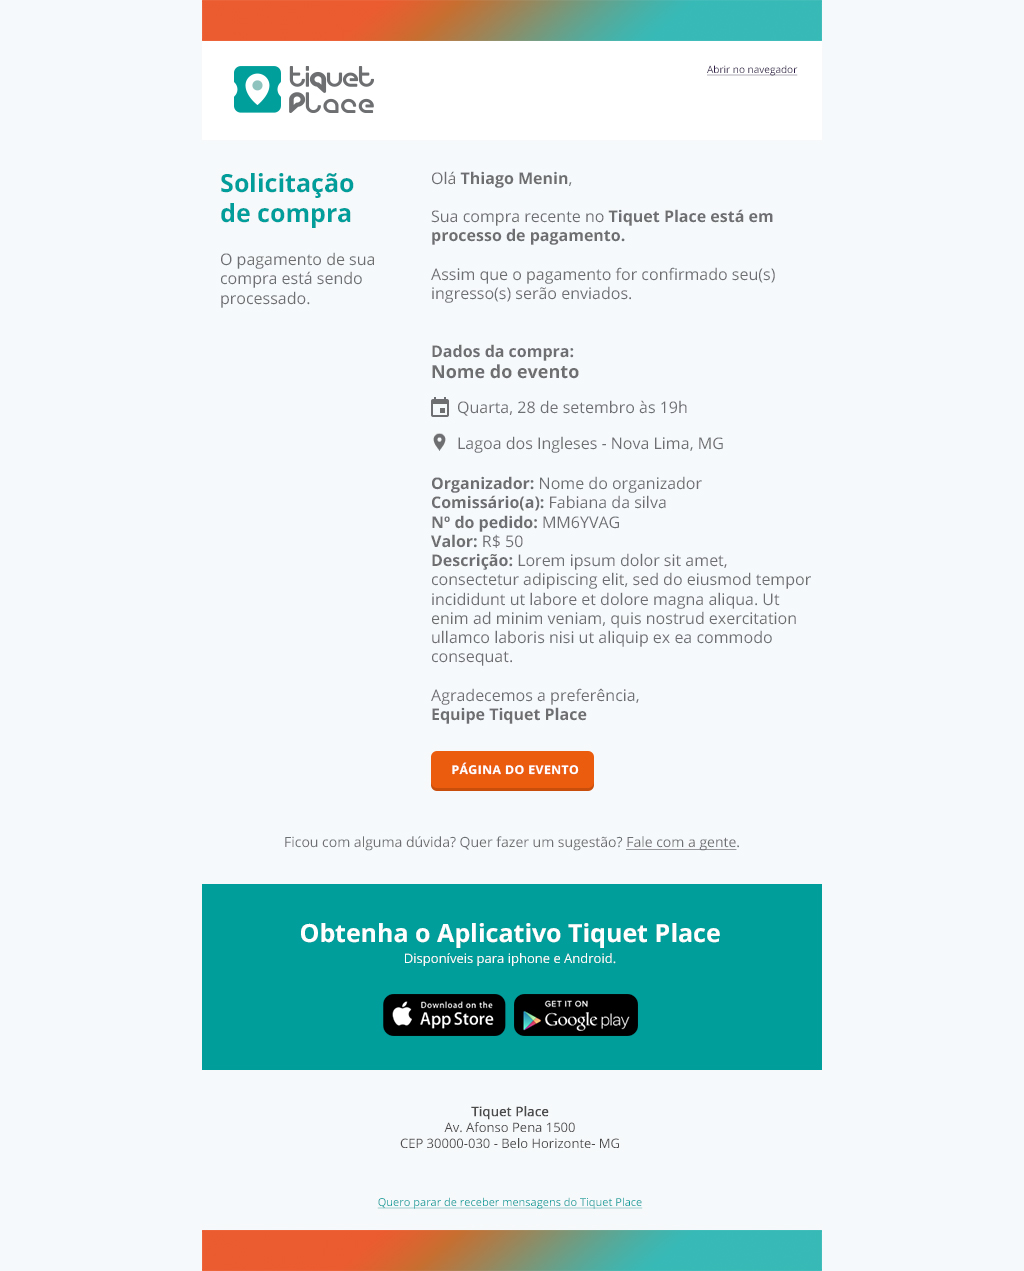 tiquet
Place
Abrir no navegador
Solicitação
de compra
O pagamento de sua
compra está sendo
processado.
Olá Thiago Menin,
Sua compra recente no Tiquet Place está em
processo de pagamento.
Assim que o pagamento for confirmado seu(s)
ingresso(s) serão enviados.
Dados da compra:
Nome do evento
Quarta, 28 de setembro às 19h
Lagoa dos Ingleses - Nova Lima, MG
Organizador: Nome do organizador
Comissário(a): Fabiana da silva
Nº do pedido: MM6YVAG
Valor: R$ 50
Descrição: Lorem ipsum dolor sit amet,
consectetur adipiscing elit, sed do eiusmod tempor
incididunt ut labore et dolore magna aliqua. Ut
enim ad minim veniam, quis nostrud exercitation
ullamco laboris nisi ut aliquip ex ea commodo
consequat.
Agradecemos a preferência,
Equipe Tiquet Place
PÁGINA DO EVENTO
Ficou com alguma dúvida? Quer fazer um sugestão? Fale com a gente.
Obtenha o Aplicativo Tiquet Place
Disponíveis para iphone e Android.
Download on the
App Store
GET IT ON
Google play
Tiquet Place
Av. Afonso Pena 1500
CEP 30000-030 - Belo Horizonte- MG
Quero parar de receber mensagens do Tiquet Place